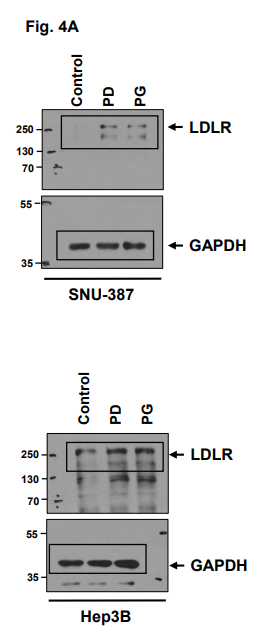 Fig. 4A
Control
PD
PG
250
LDLR
130
70
55
GAPDH
35
SNU-387
Control
PD
PG
250
LDLR
130
70
55
GAPDH
35
Hep3B